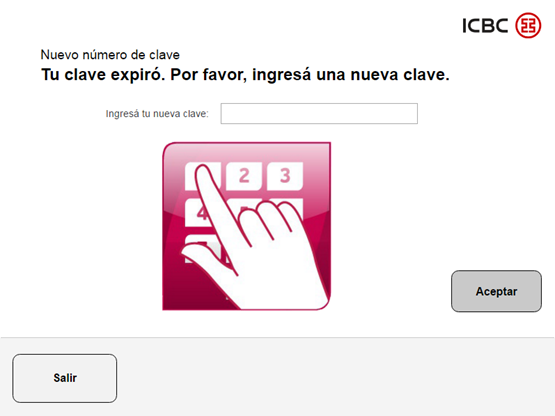 ICBC
Nuevo número de clave
Tu clave expiró. Por favor, ingresá una nueva clave.
Ingresá tu nueva clave:
2 3
4
Aceptar
Salir